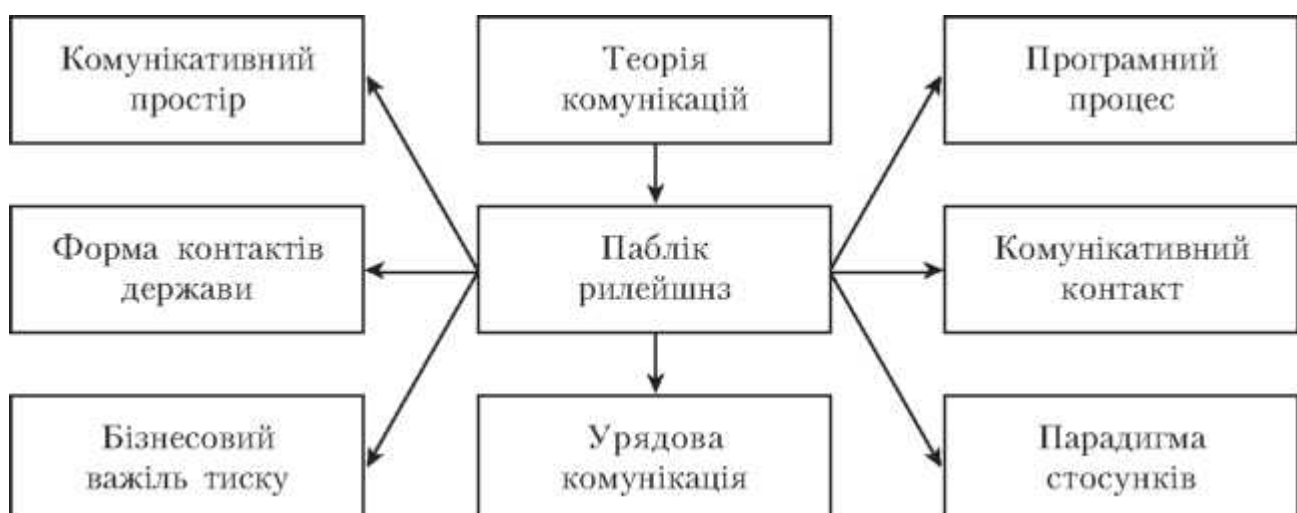 Комунікативний
простір
Теорія
комунікацій
Програмний
процес
Форма контактів
держави
Паблік
рилейшнз
Комунікативний
контакт
Бізнесовий
важіль тиску
Урядова
комунікація
Парадигма
стосунків